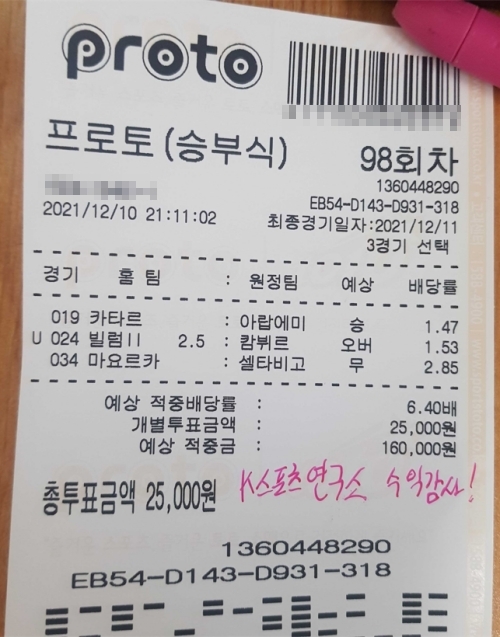 proto
프로토(승부식)
98회차
1360448290
EB54-D143-D931-318
2021/12/10 21:11:02
최종경기일자:2021/12/11
3경기 선택
경기 홈 팀 : 원정팀 예상 배당률
019 카타르 : 아랍에미 승 1.47
U 024 빌럼II 2.5 : 캄뷔르 오버 1.53
034 마요르카 : 셀타비고 무 2.85
예상 적중배당률 : 6.40배
개별투표금액 : 25,000원
예상 적중금 : 160,000원
총투표금액 25,000원
K스포츠연구소 수익감사!
1360448290
EB54-D143-D931-318